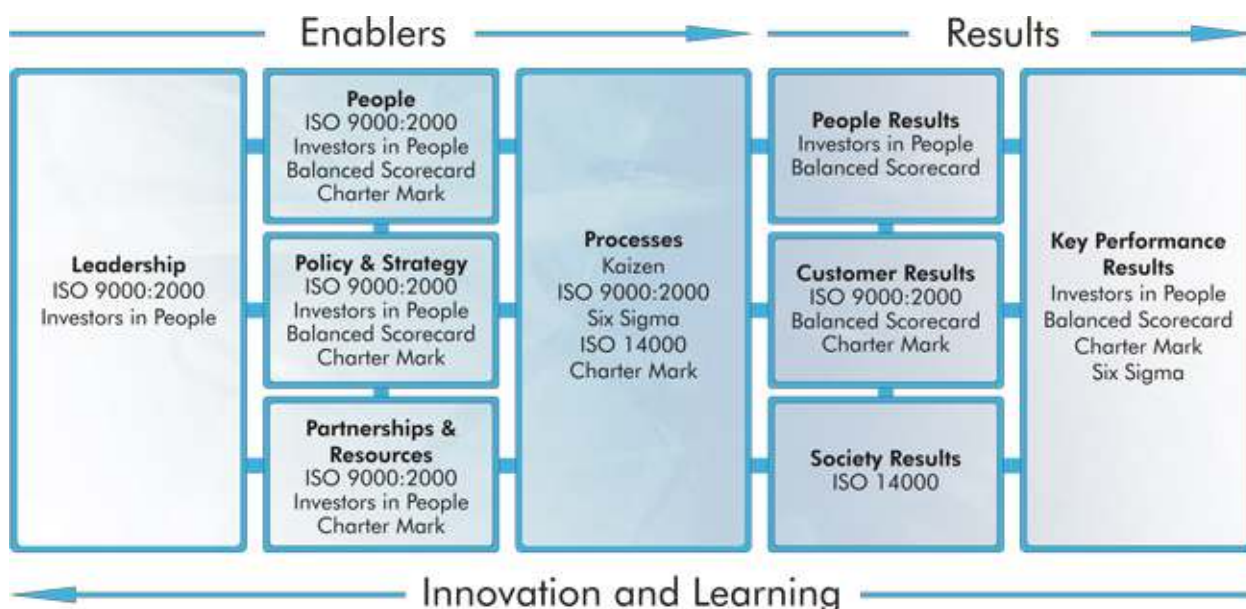 Enablers
Results
Leadership
ISO 9000:2000
Investors in People
People
ISO 9000:2000
Investors in People
Balanced Scorecard
Charter Mark
Policy & Strategy
ISO 9000:2000
Investors in People
Balanced Scorecard
Charter Mark
Partnerships &
Resources
ISO 9000:2000
Investors in People
Charter Mark
Processes
Kaizen
ISO 9000:2000
Six Sigma
ISO 14000
Charter Mark
People Results
Investors in People
Balanced Scorecard
Customer Results
ISO 9000:2000
Balanced Scorecard
Charter Mark
Society Results
ISO 14000
Key Performance
Results
Investors in People
Balanced Scorecard
Charter Mark
Six Sigma
Innovation and Learning